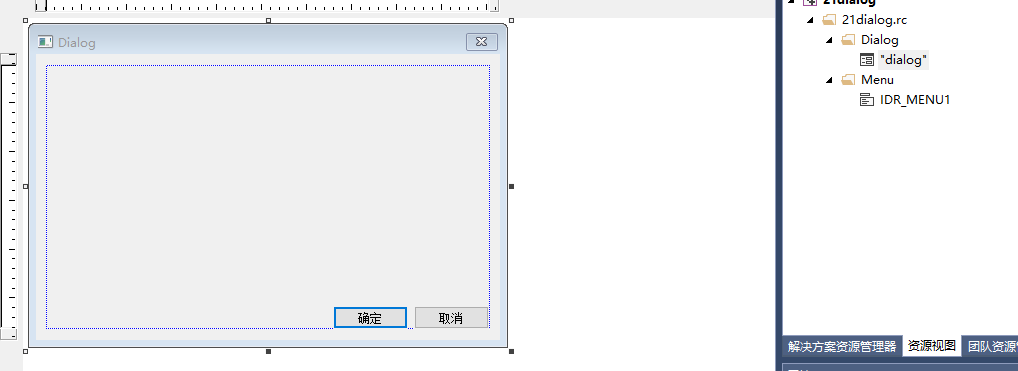 21dialog
21dialog.rc
Dialog
Dialog
"dialog"
Menu
IDR_MENU1
确定
取消
解决方案资源管理器
资源视图
团队资源